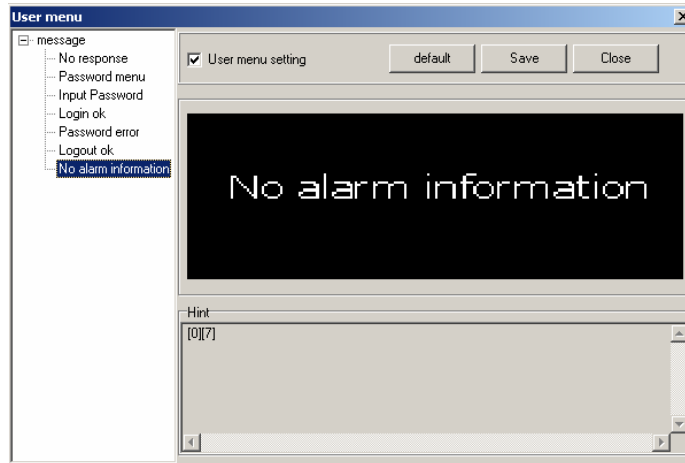 User menu
message
No response
Password menu
Input Password
Login ok
Password error
Logout ok
No alarm information
User menu setting
default
Save
Close
No alarm information
Hint
[0][7]